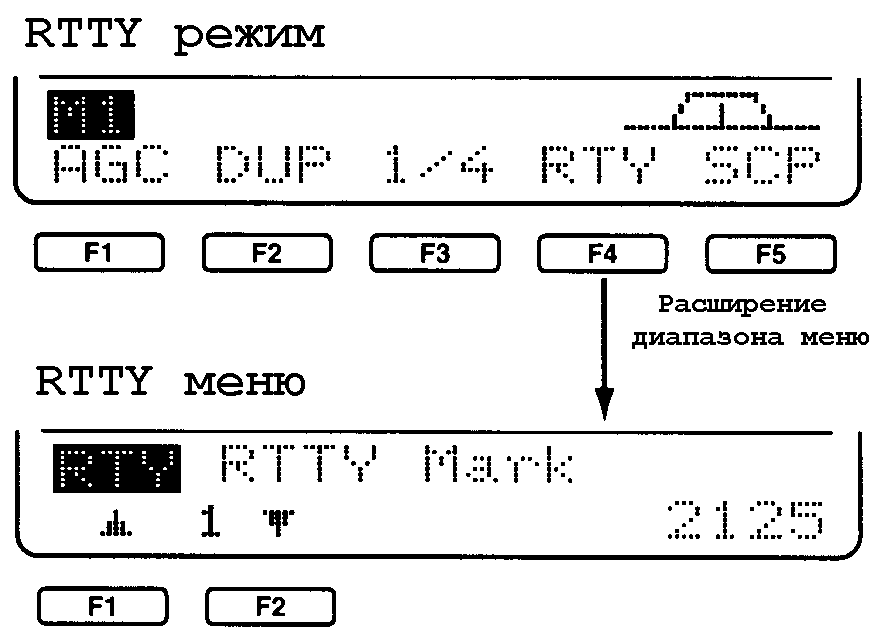 RTTY режим
M1
AGC DUP 1/4 RTY SCP
F1 F2 F3 F4 F5
Расширение
диапазона меню
RTTY меню
RTY RTTY Mark
1 2125
F1 F2